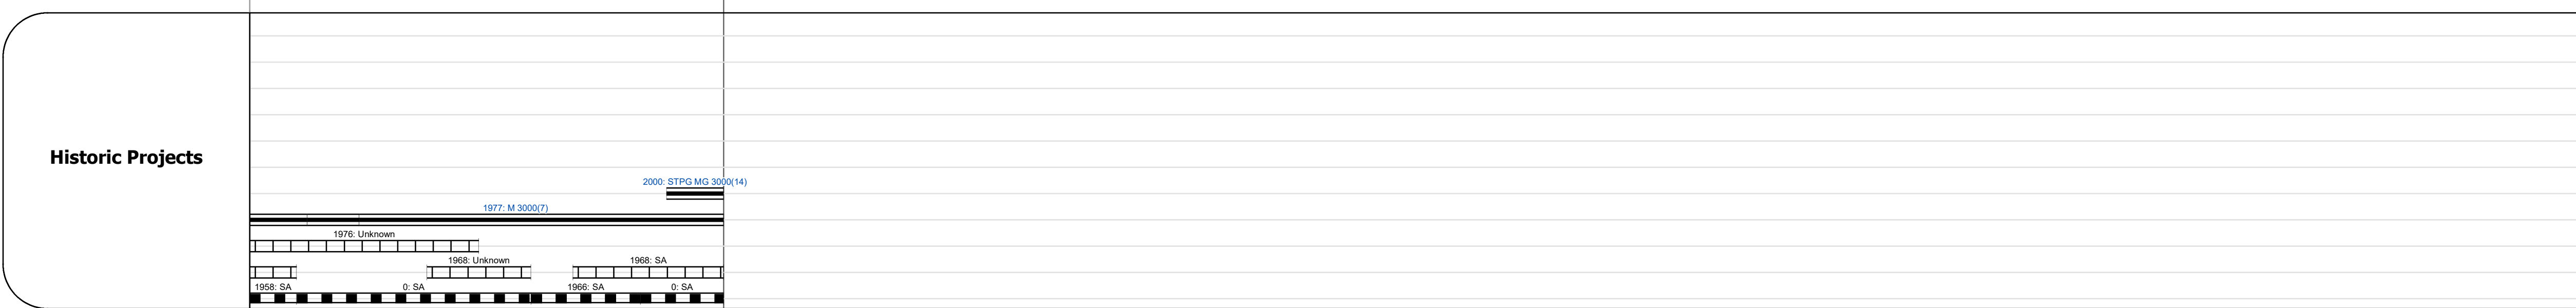 Historic Projects
2000: STPG MG 3000(14)
1977: M 3000(7)
1976: Unknown
1968: Unknown
1968: SA
1958: SA
0: SA
1966: SA
0: SA